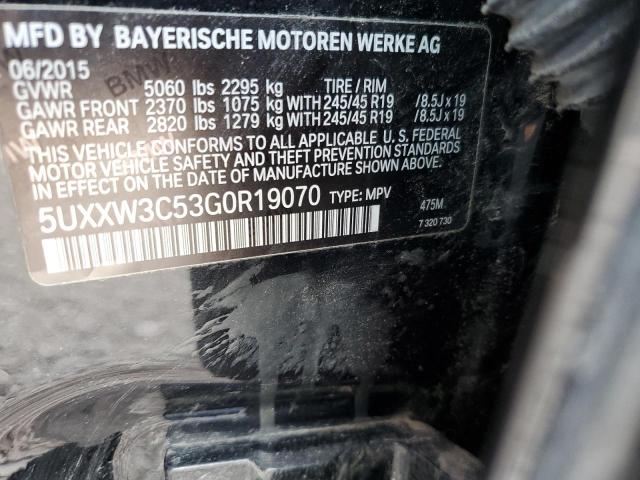 MFD BY BAYERISCHE MOTOREN WERKE AG
06/2015
GVWR 5060 lbs 2295 kg TIRE / RIM
GAWR FRONT 2370 lbs 1075 kg WITH 245/45 R19 /8.5J x 19
GAWR REAR 2820 lbs 1279 kg WITH 245/45 R19 /8.5J x 19
THIS VEHICLE CONFORMS TO ALL APPLICABLE U. S. FEDERAL
MOTOR VEHICLE SAFETY AND THEFT PREVENTION STANDARDS
IN EFFECT ON THE DATE OF MANUFACTURE SHOWN ABOVE.
5UXXW3C53G0R19070 TYPE: MPV 475M
7 320 730
BMW